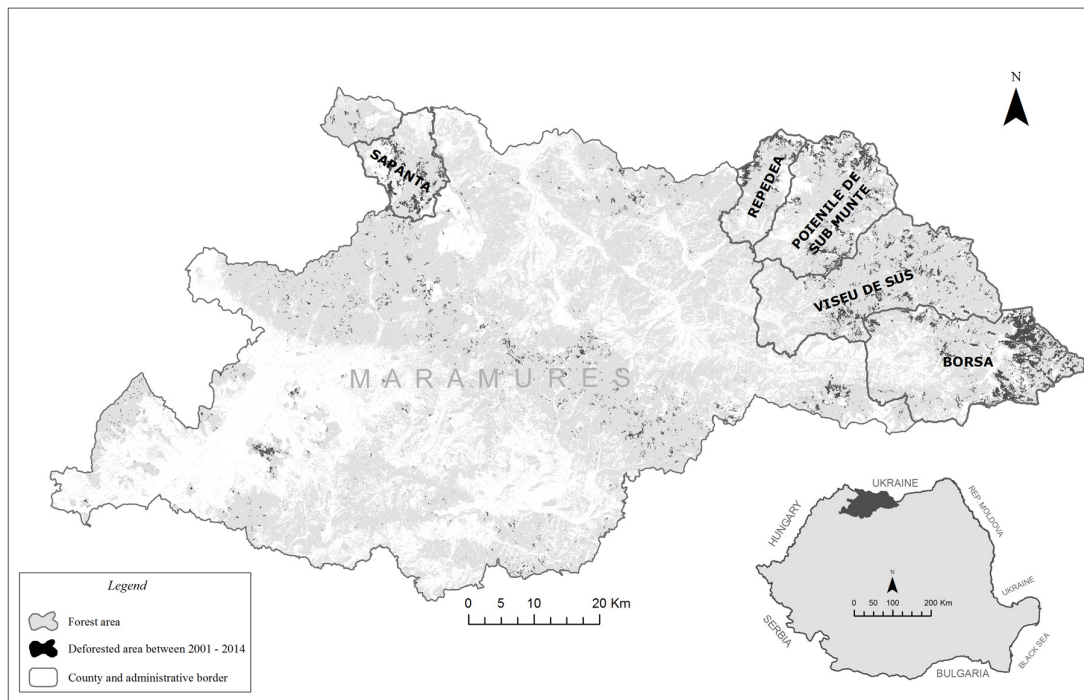 N
SAPÂNTA
REPEDEA
POIENILE DE
SUB MUNTE
VISEU DE SUS
BORSA
MARAMURES
0 5 10 20 Km
Legend
Forest area
Deforested area between 2001 - 2014
County and administrative border
UKRAINE
REP. MOLDOVA
HUNGARY
N
0 50 100 200 Km
UKRAINE
SERBIA
BLACK SEA
BULGARIA